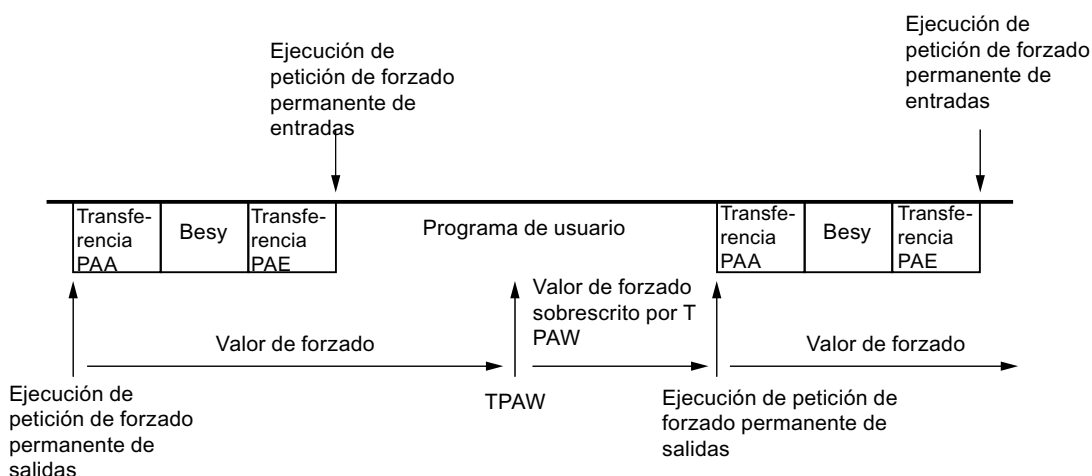 Ejecución de
petición de forzado
permanente de
entradas
Ejecución de
petición de forzado
permanente de
entradas
Transfe-
rencia
PAA
Besy
Transfe-
rencia
PAE
Programa de usuario
Transfe-
rencia
PAA
Besy
Transfe-
rencia
PAE
Valor de forzado
Valor de forzado
sobrescrito por T
PAW
Valor de forzado
Ejecución de
petición de forzado
permanente de
salidas
TPAW
Ejecución de petición de
forzado permanente de
salidas